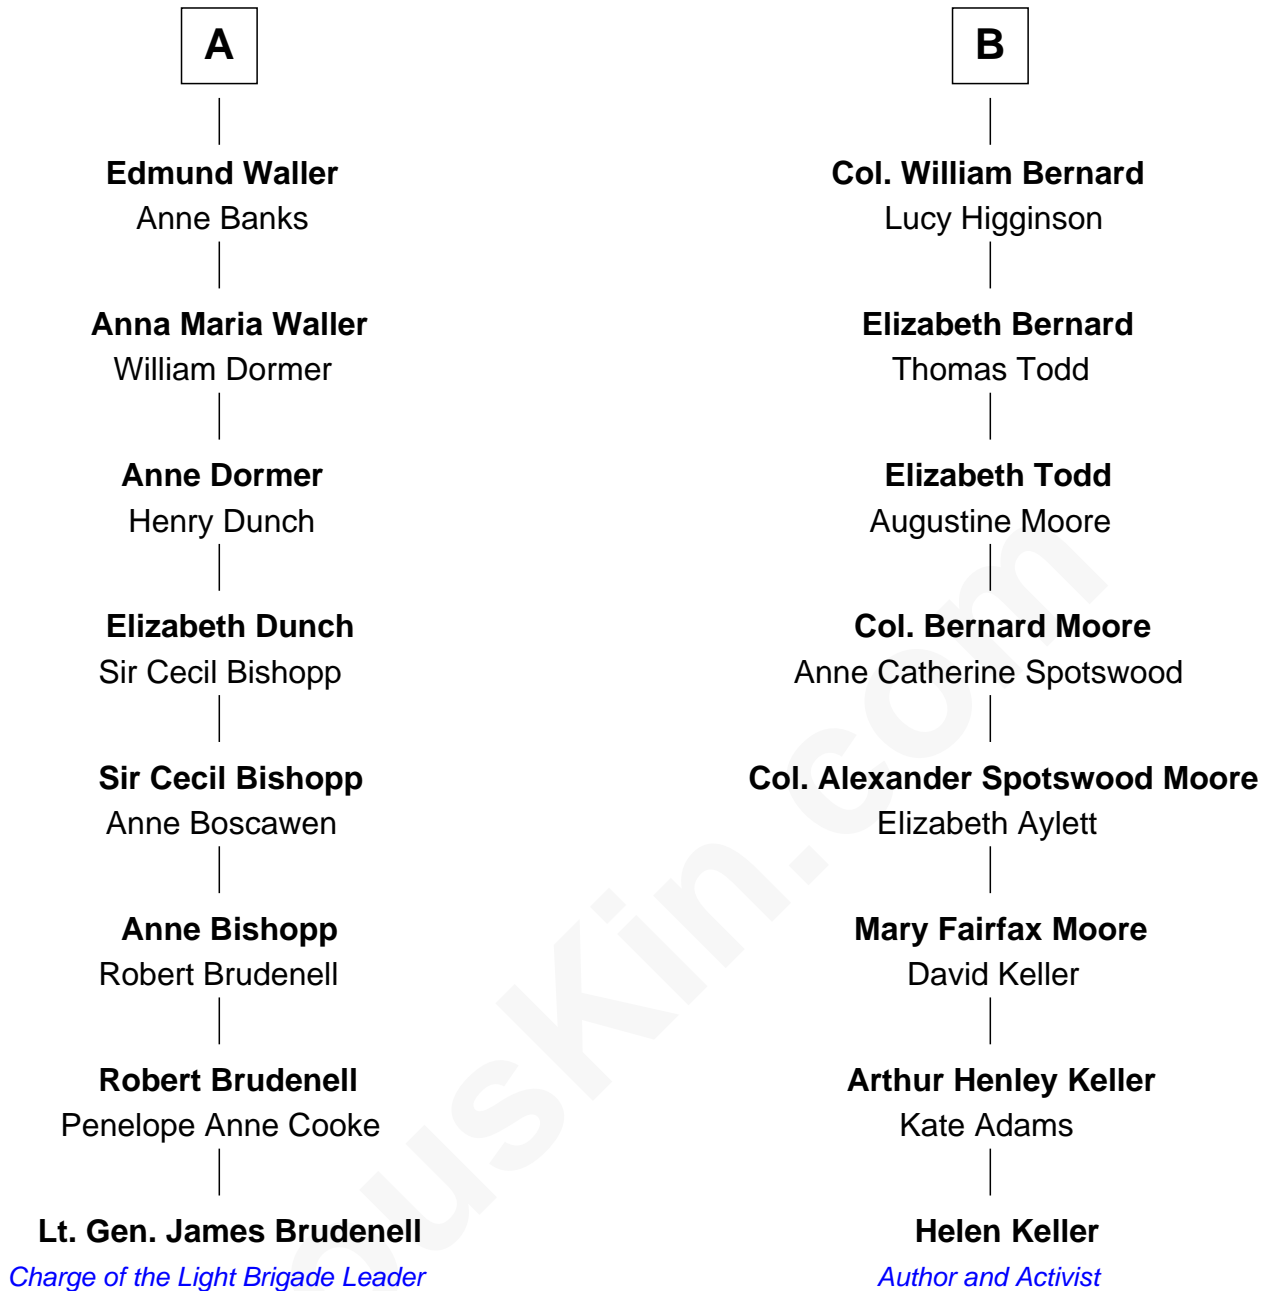 A
Edmund Waller
Anne Banks
Anna Maria Waller
William Dormer
Anne Dormer
Henry Dunch
Elizabeth Dunch
Sir Cecil Bishopp
Sir Cecil Bishopp
Anne Boscawen
Anne Bishopp
Robert Brudenell
Robert Brudenell
Penelope Anne Cooke
Lt. Gen. James Brudenell
Charge of the Light Brigade Leader
B
Col. William Bernard
Lucy Higginson
Elizabeth Bernard
Thomas Todd
Elizabeth Todd
Augustine Moore
Col. Bernard Moore
Anne Catherine Spotswood
Col. Alexander Spotswood Moore
Elizabeth Aylett
Mary Fairfax Moore
David Keller
Arthur Henley Keller
Kate Adams
Helen Keller
Author and Activist